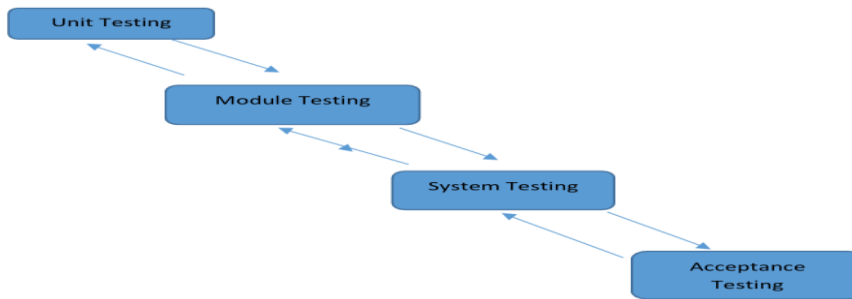 Unit Testing
Module Testing
System Testing
Acceptance
Testing